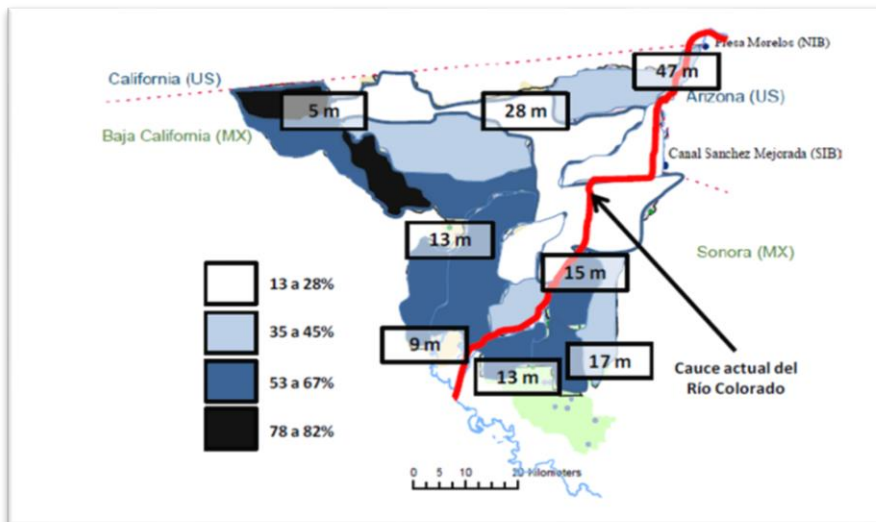 Presa Morelos (NIB)
47 m
California (US)
Arizona (US)
5 m
28 m
Baja California (MX)
Canal Sanchez Mejorada (SIB)
13 m
Sonora (MX)
15 m
13 a 28%
35 a 45%
9 m
17 m
13 m
Cauce actual del
Río Colorado
53 a 67%
78 a 82%
0 5 10 20 Kilometers